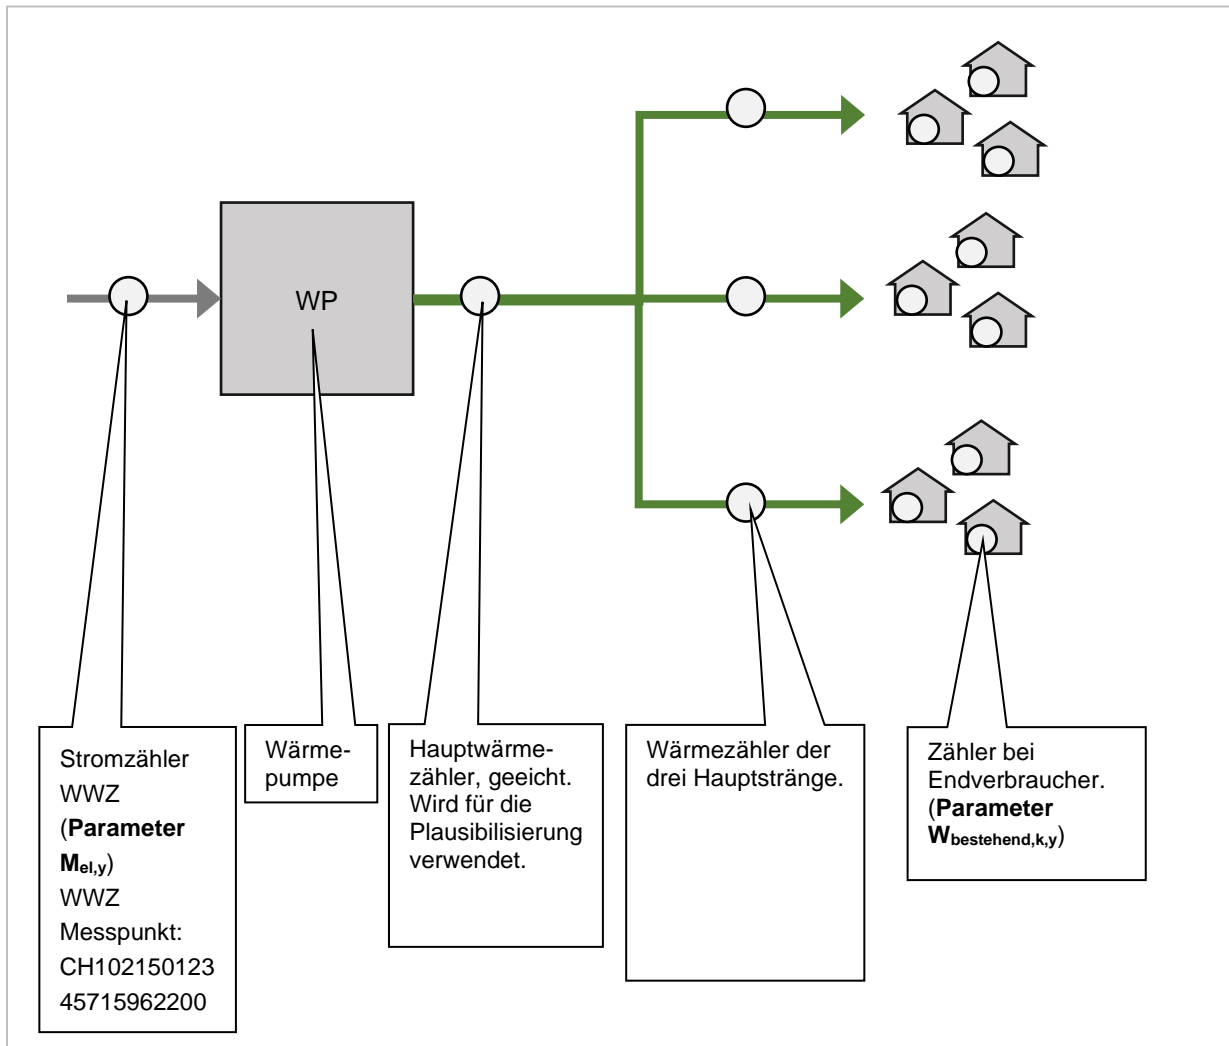 WP
Stromzähler
WWZ
(Parameter
Mel,y)
WWZ
Messpunkt:
CH102150123
45715962200
Wärme-
pumpe
Hauptwärme-
zähler, geeicht.
Wird für die
Plausibilisierung
verwendet.
Wärmezähler der
drei Hauptstränge.
Zähler bei
Endverbraucher.
(Parameter
Wbestehend,k,y)